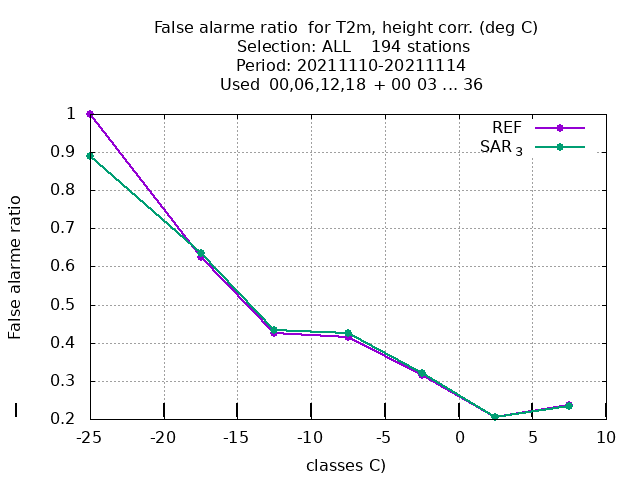 False alarme ratio  for T2m, height corr. (deg C)
Selection: ALL    194 stations
Period: 20211110-20211114
Used  00,06,12,18  + 00 03 ... 36
REF
SAR 3
1
0.9
0.8
0.7
0.6
0.5
0.4
0.3
0.2
False alarme ratio
-25
-20
-15
-10
-5
0
5
10
classes C)